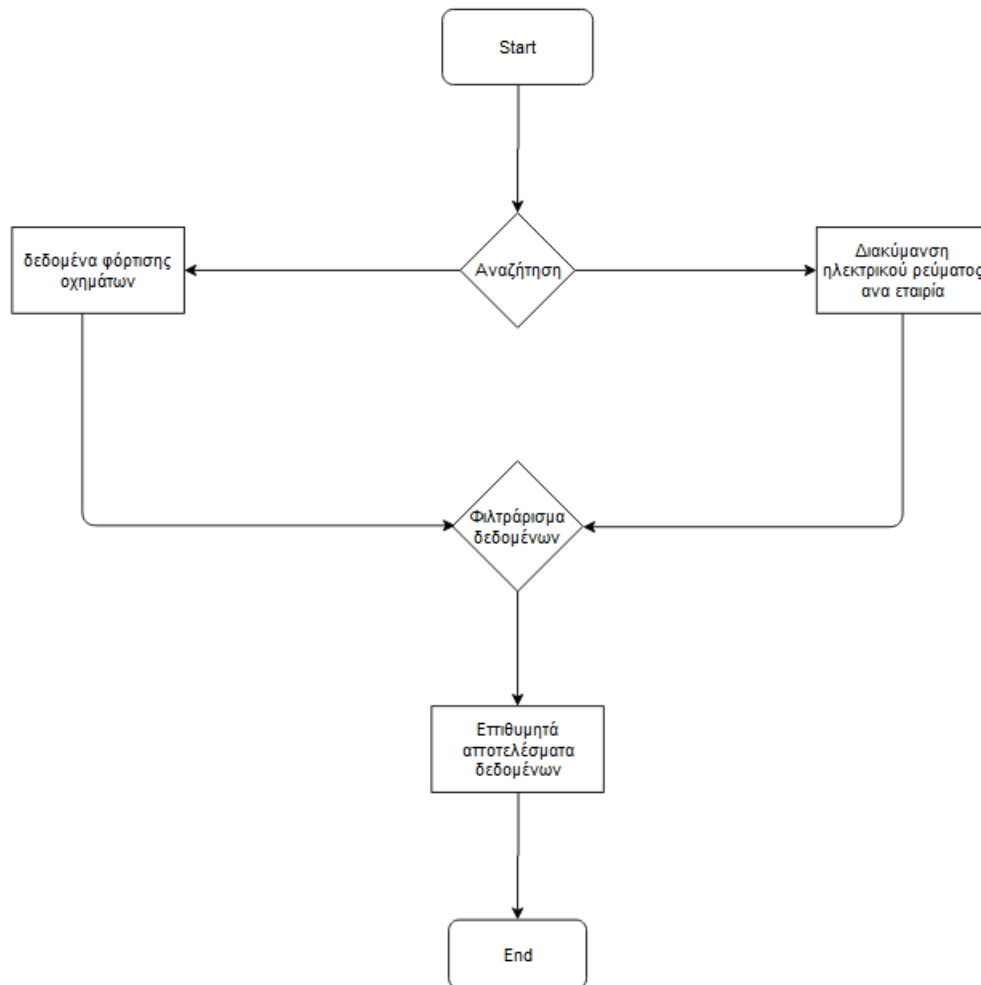 Start
Αναζήτηση
δεδομένα φόρτισης
οχημάτων
Διακύμανση
ηλεκτρικού ρεύματος
ανα εταιρία
Φιλτράρισμα
δεδομένων
Επιθυμητά
αποτελέσματα
δεδομένων
End